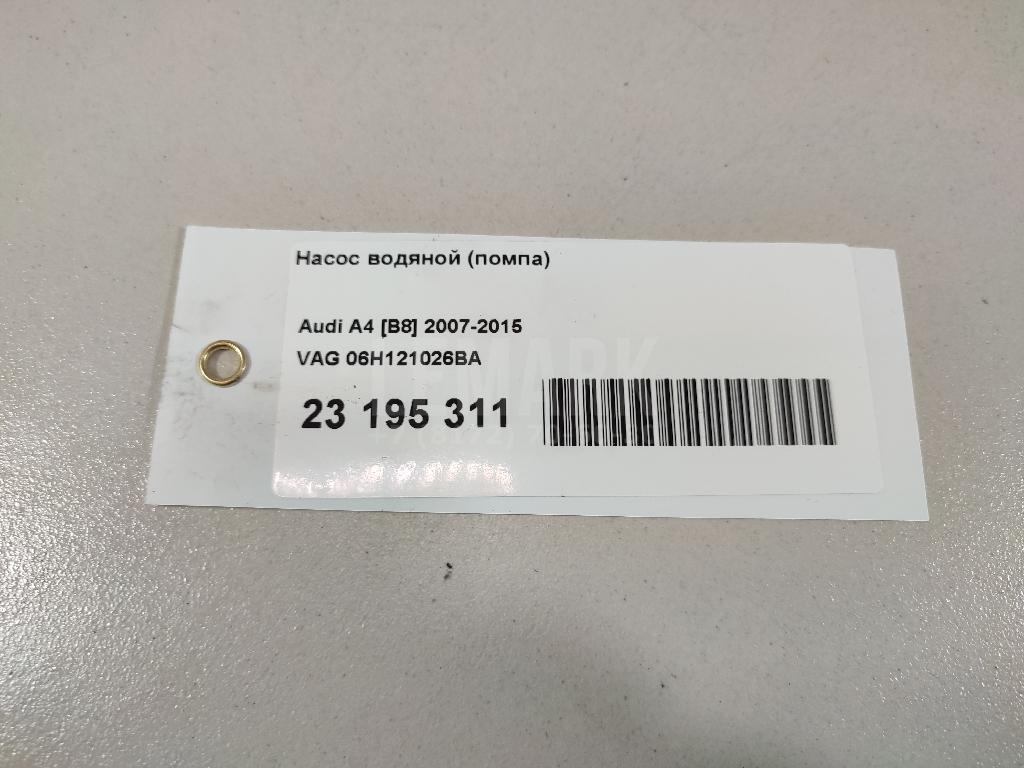 Насос водяной (помпа)
Audi A4 [B8] 2007-2015
VAG 06H121026BA
23 195 311